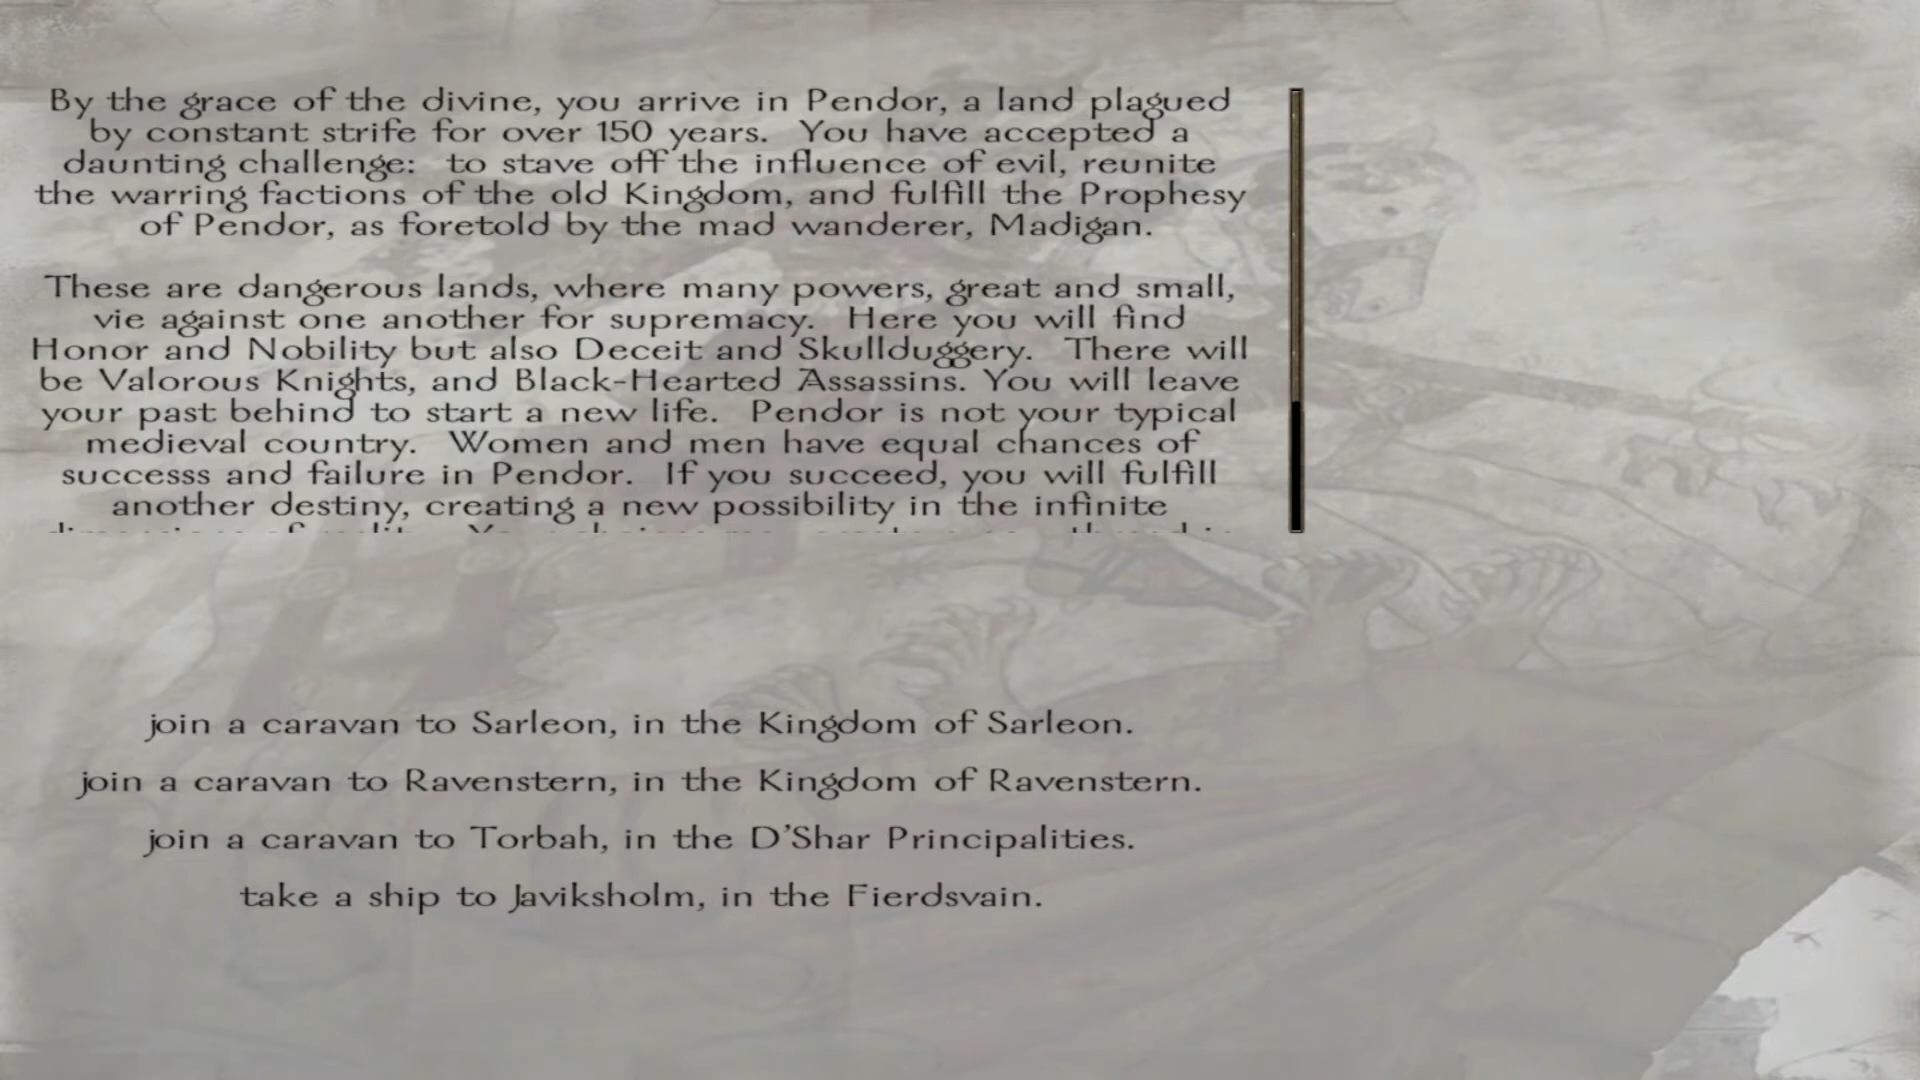 By the grace of the divine, you arrive in Pendor, a land plagued
by constant strife for over 150 years.  You have accepted a
daunting challenge:  to stave off the influence of evil, reunite
the warring factions of the old Kingdom, and fulfill the Prophesy
of Pendor, as foretold by the mad wanderer, Madigan.
These are dangerous lands, where many powers, great and small,
vie against one another for supremacy.  Here you will find
Honor and Nobility but also Deceit and Skullduggery.  There will
be Valorous Knights, and Black-Hearted Assassins. You will leave
your past behind to start a new life.  Pendor is not your typical
medieval country.  Women and men have equal chances of
successs and failure in Pendor.  If you succeed, you will fulfill
another destiny, creating a new possibility in the infinite
join a caravan to Sarleon, in the Kingdom of Sarleon.
join a caravan to Ravenstern, in the Kingdom of Ravenstern.
join a caravan to Torbah, in the D'Shar Principalities.
take a ship to Javiksholm, in the Fierdsvain.